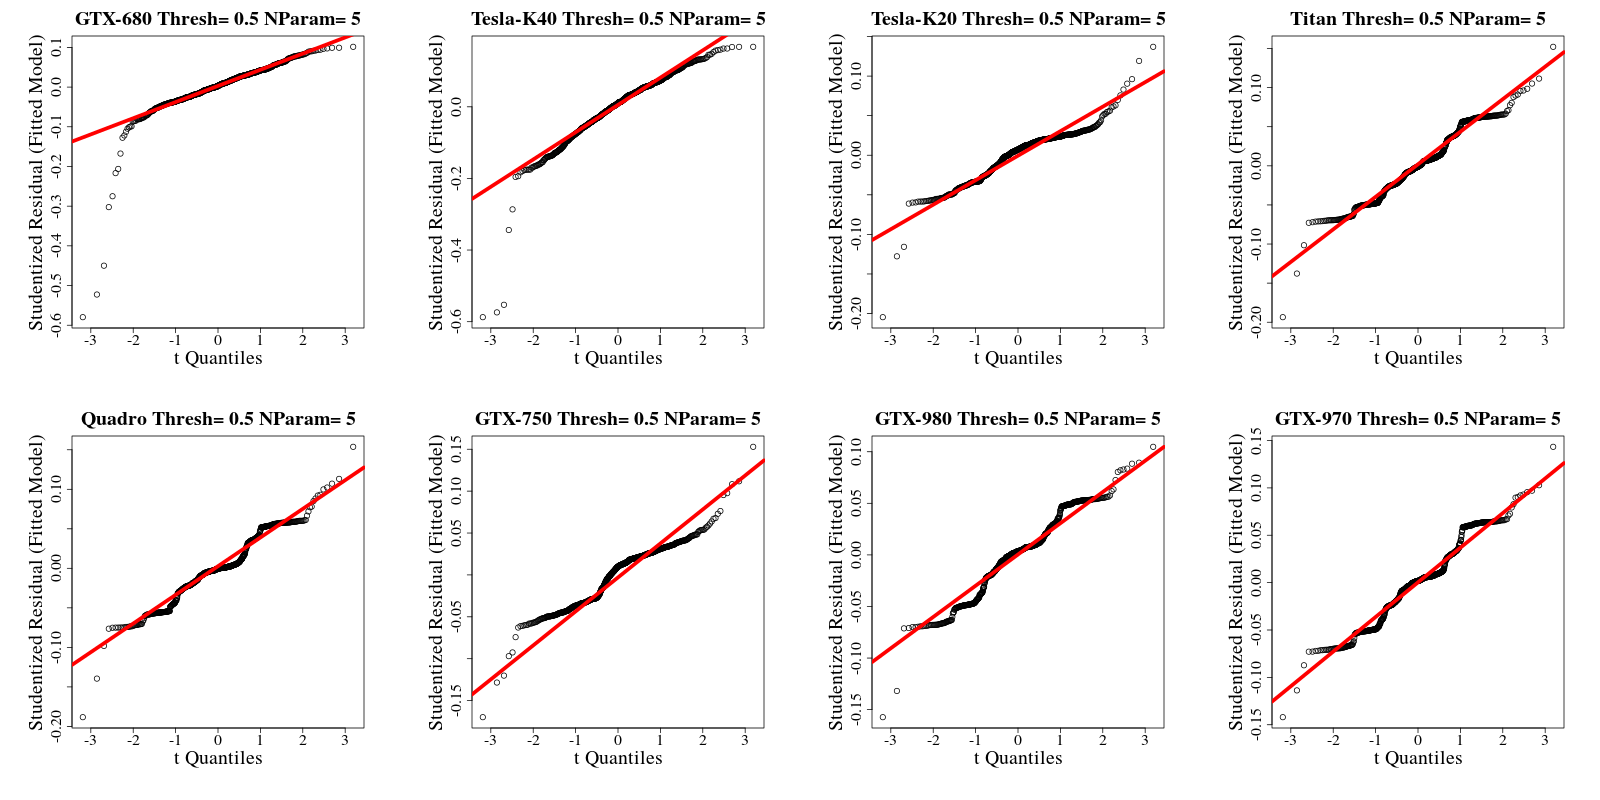 GTX-680 Thresh= 0.5 NParam= 5
Studentized Residual (Fitted Model)
0.1
0.0
-0.1
-0.2
-0.3
-0.4
-0.5
-0.6
-3 -2 -1 0 1 2 3
t Quantiles
Tesla-K40 Thresh= 0.5 NParam= 5
Studentized Residual (Fitted Model)
0.0
-0.2
-0.4
-0.6
-3 -2 -1 0 1 2 3
t Quantiles
Tesla-K20 Thresh= 0.5 NParam= 5
Studentized Residual (Fitted Model)
0.10
0.00
-0.10
-0.20
-3 -2 -1 0 1 2 3
t Quantiles
Titan Thresh= 0.5 NParam= 5
Studentized Residual (Fitted Model)
0.10
0.00
-0.10
-0.20
-3 -2 -1 0 1 2 3
t Quantiles
Quadro Thresh= 0.5 NParam= 5
Studentized Residual (Fitted Model)
0.10
0.00
-0.10
-0.20
-3 -2 -1 0 1 2 3
t Quantiles
GTX-750 Thresh= 0.5 NParam= 5
Studentized Residual (Fitted Model)
0.15
0.10
0.05
-0.05
-0.15
-3 -2 -1 0 1 2 3
t Quantiles
GTX-980 Thresh= 0.5 NParam= 5
Studentized Residual (Fitted Model)
0.10
0.05
0.00
-0.05
-0.10
-0.15
-3 -2 -1 0 1 2 3
t Quantiles
GTX-970 Thresh= 0.5 NParam= 5
Studentized Residual (Fitted Model)
0.15
0.10
0.05
0.00
-0.05
-0.10
-0.15
-3 -2 -1 0 1 2 3
t Quantiles